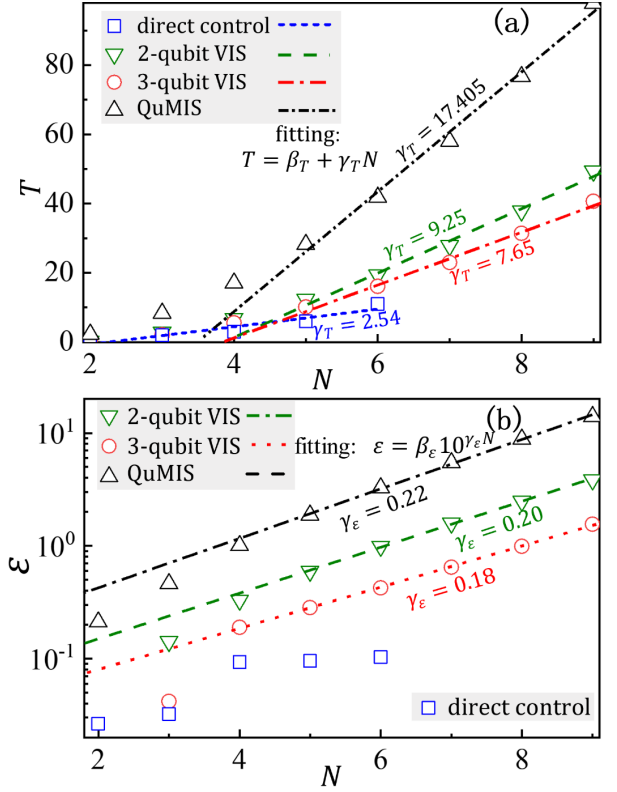 (a)
direct control
2-qubit VIS
3-qubit VIS
QuMIS
fitting:
T = β_T + γ_T N
γ_T = 17.405
γ_T = 9.25
γ_T = 7.65
γ_T = 2.54
80
60
40
20
0
T
2 4 6 8
N
(b)
2-qubit VIS
3-qubit VIS
QuMIS
fitting: ε = β_ε 10^{γ_ε N}
γ_ε = 0.22
γ_ε = 0.20
γ_ε = 0.18
direct control
10^1
10^0
10^-1
ε
2 4 6 8
N